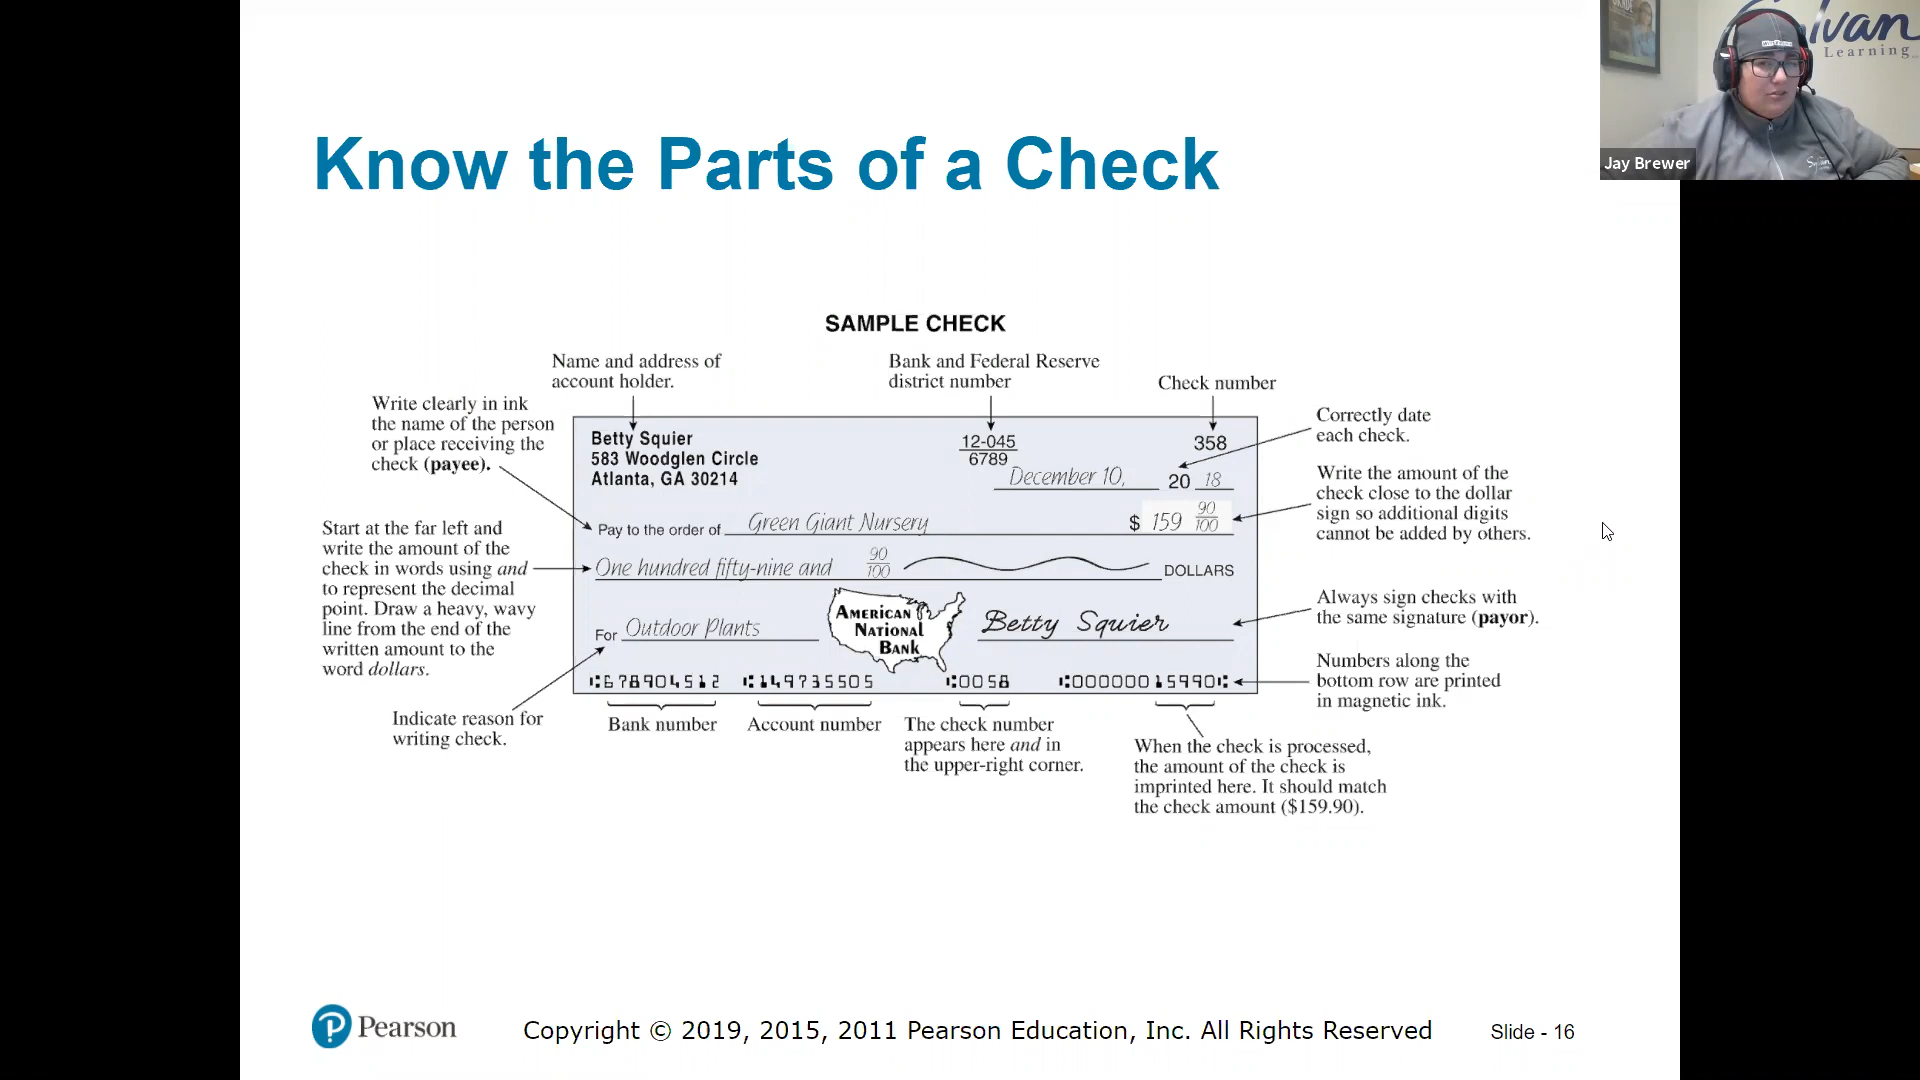 Sylvan
Learning
Jay Brewer
Know the Parts of a Check
SAMPLE CHECK
Name and address of
account holder.
Bank and Federal Reserve
district number
Check number
Write clearly in ink
the name of the person
or place receiving the
check (payee).
Correctly date
each check.
Betty Squier
583 Woodglen Circle
Atlanta, GA 30214
12-045
6789
358
December 10, 20 18
Write the amount of the
check close to the dollar
sign so additional digits
cannot be added by others.
Pay to the order of Green Giant Nursery $ 159 90/100
Start at the far left and
write the amount of the
check in words using and
to represent the decimal
point. Draw a heavy, wavy
line from the end of the
written amount to the
word dollars.
One hundred fifty-nine and 90/100 DOLLARS
AMERICAN
NATIONAL
BANK
For Outdoor Plants
Betty Squier
Always sign checks with
the same signature (payor).
⑆678904512 ⑆149735505 ⑆0058 ⑆000000015990⑆
Numbers along the
bottom row are printed
in magnetic ink.
Indicate reason for
writing check.
Bank number
Account number
The check number
appears here and in
the upper-right corner.
When the check is processed,
the amount of the check is
imprinted here. It should match
the check amount ($159.90).
Pearson
Copyright © 2019, 2015, 2011 Pearson Education, Inc. All Rights Reserved
Slide - 16